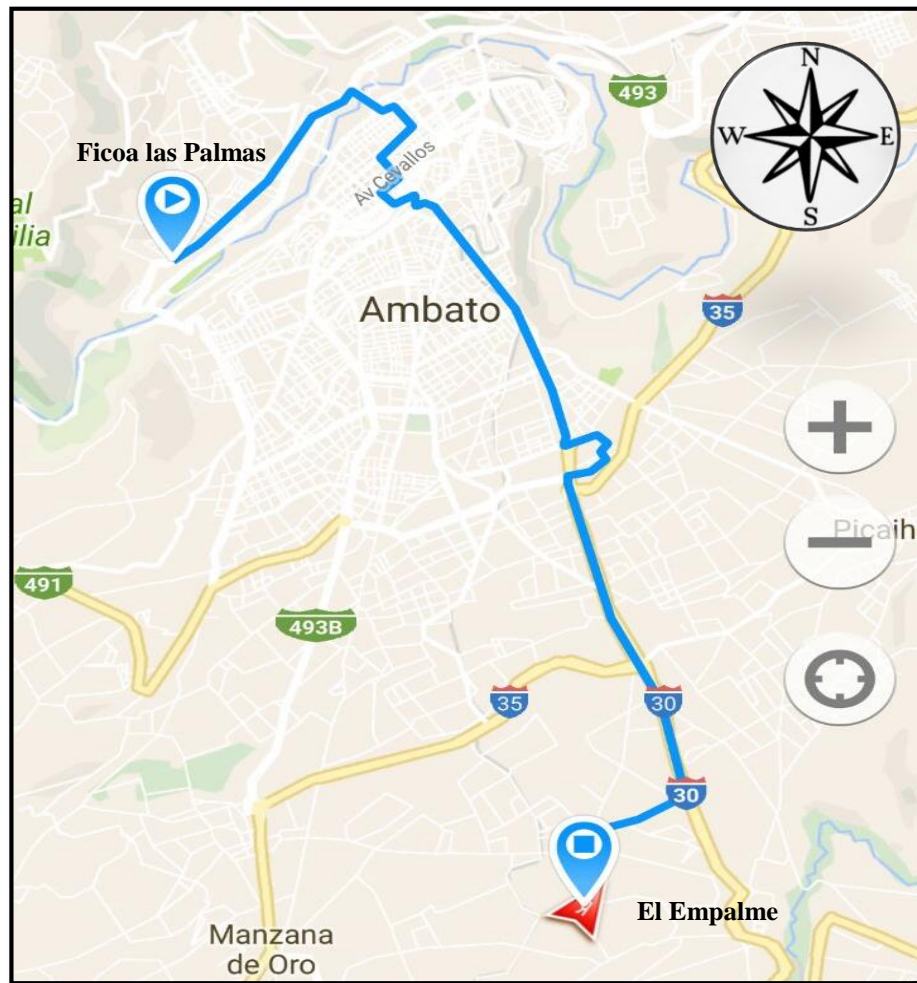 N
W
E
S
493
Ficoa las Palmas
al
ilia
Av Cevallos
Ambato
35
Picaih
491
493B
35
30
30
El Empalme
Manzana
de Oro